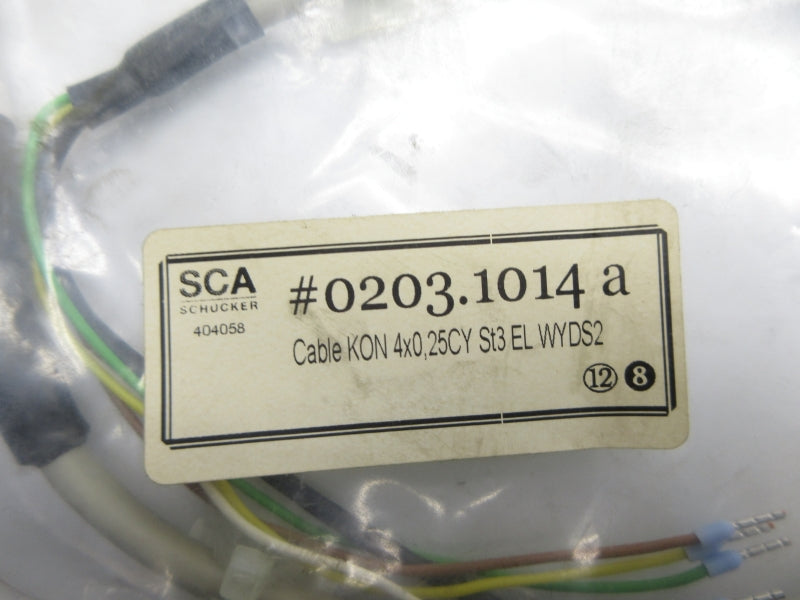 SCA
SCHUCKER
404058
#0203.1014 a
Cable KON 4x0,25CY St3 EL WYDS2
12 8